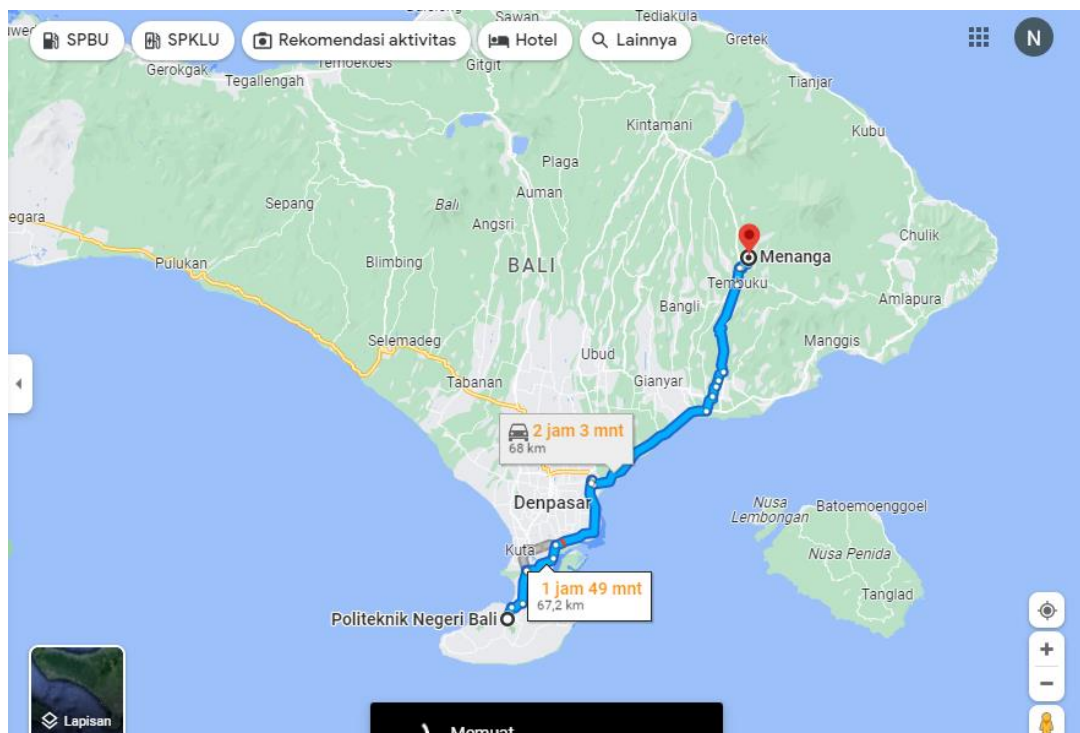 Sawan
Tediakula
SPBU
SPKLU
Rekomendasi aktivitas
Hotel
Lainnya
N
Gretek
Gerokgak
Temoekoes
Gitgit
Tegallengah
Tianjar
Kintamani
Kubu
Plaga
Sepang
Bali
Auman
Angsri
egara
Chulik
Pulukan
Blimbing
BALI
Menanga
Tembuku
Bangli
Amlapura
Selemadeg
Manggis
Ubud
Tabanan
Gianyar
2 jam 3 mnt
68 km
Denpasar
Nusa
Lembongan
Batoemoenggoel
Kuta
Nusa Penida
1 jam 49 mnt
67,2 km
Tanglad
Politeknik Negeri Bali
Lapisan
Memuat